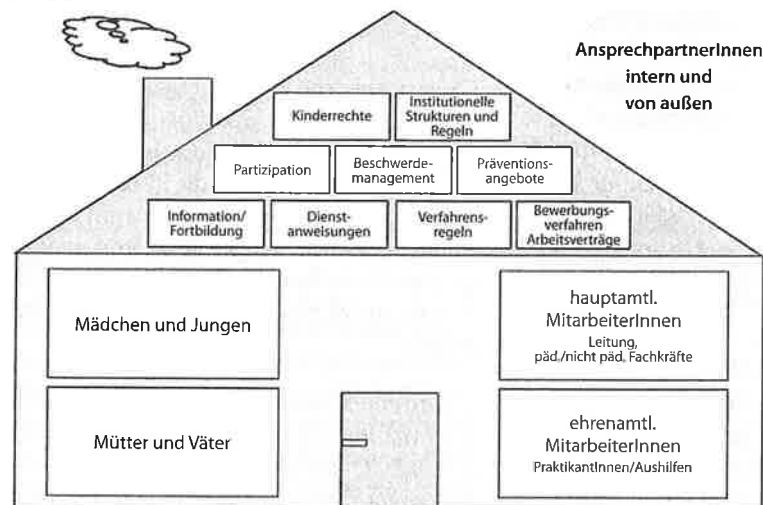 AnsprechpartnerInnen
intern und
von außen
Kinderrechte
Institutionelle
Strukturen und
Regeln
Partizipation
Beschwerde-
management
Präventions-
angebote
Information/
Fortbildung
Dienst-
anweisungen
Verfahrens-
regeln
Bewerbungs-
verfahren
Arbeitsverträge
Mädchen und Jungen
hauptamtl.
MitarbeiterInnen
Leitung,
päd./nicht päd. Fachkräfte
Mütter und Väter
ehrenamtl.
MitarbeiterInnen
PraktikantInnen/Aushilfen